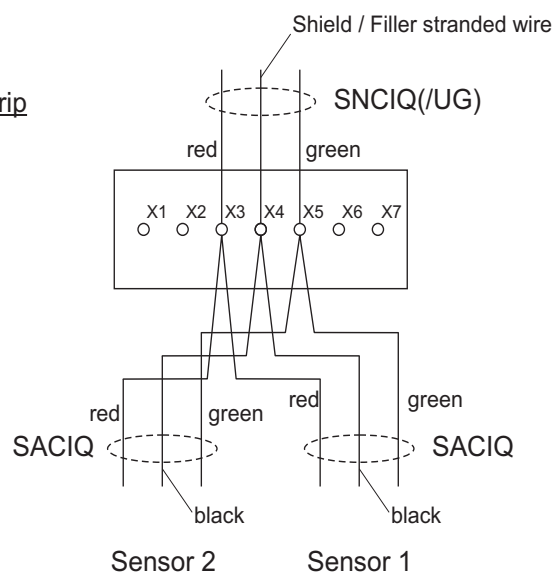 Shield / Filler stranded wire
SNCIQ(/UG)
red green
X1 X2 X3 X4 X5 X6 X7
red green red green
SACIQ SACIQ
black black
Sensor 2 Sensor 1